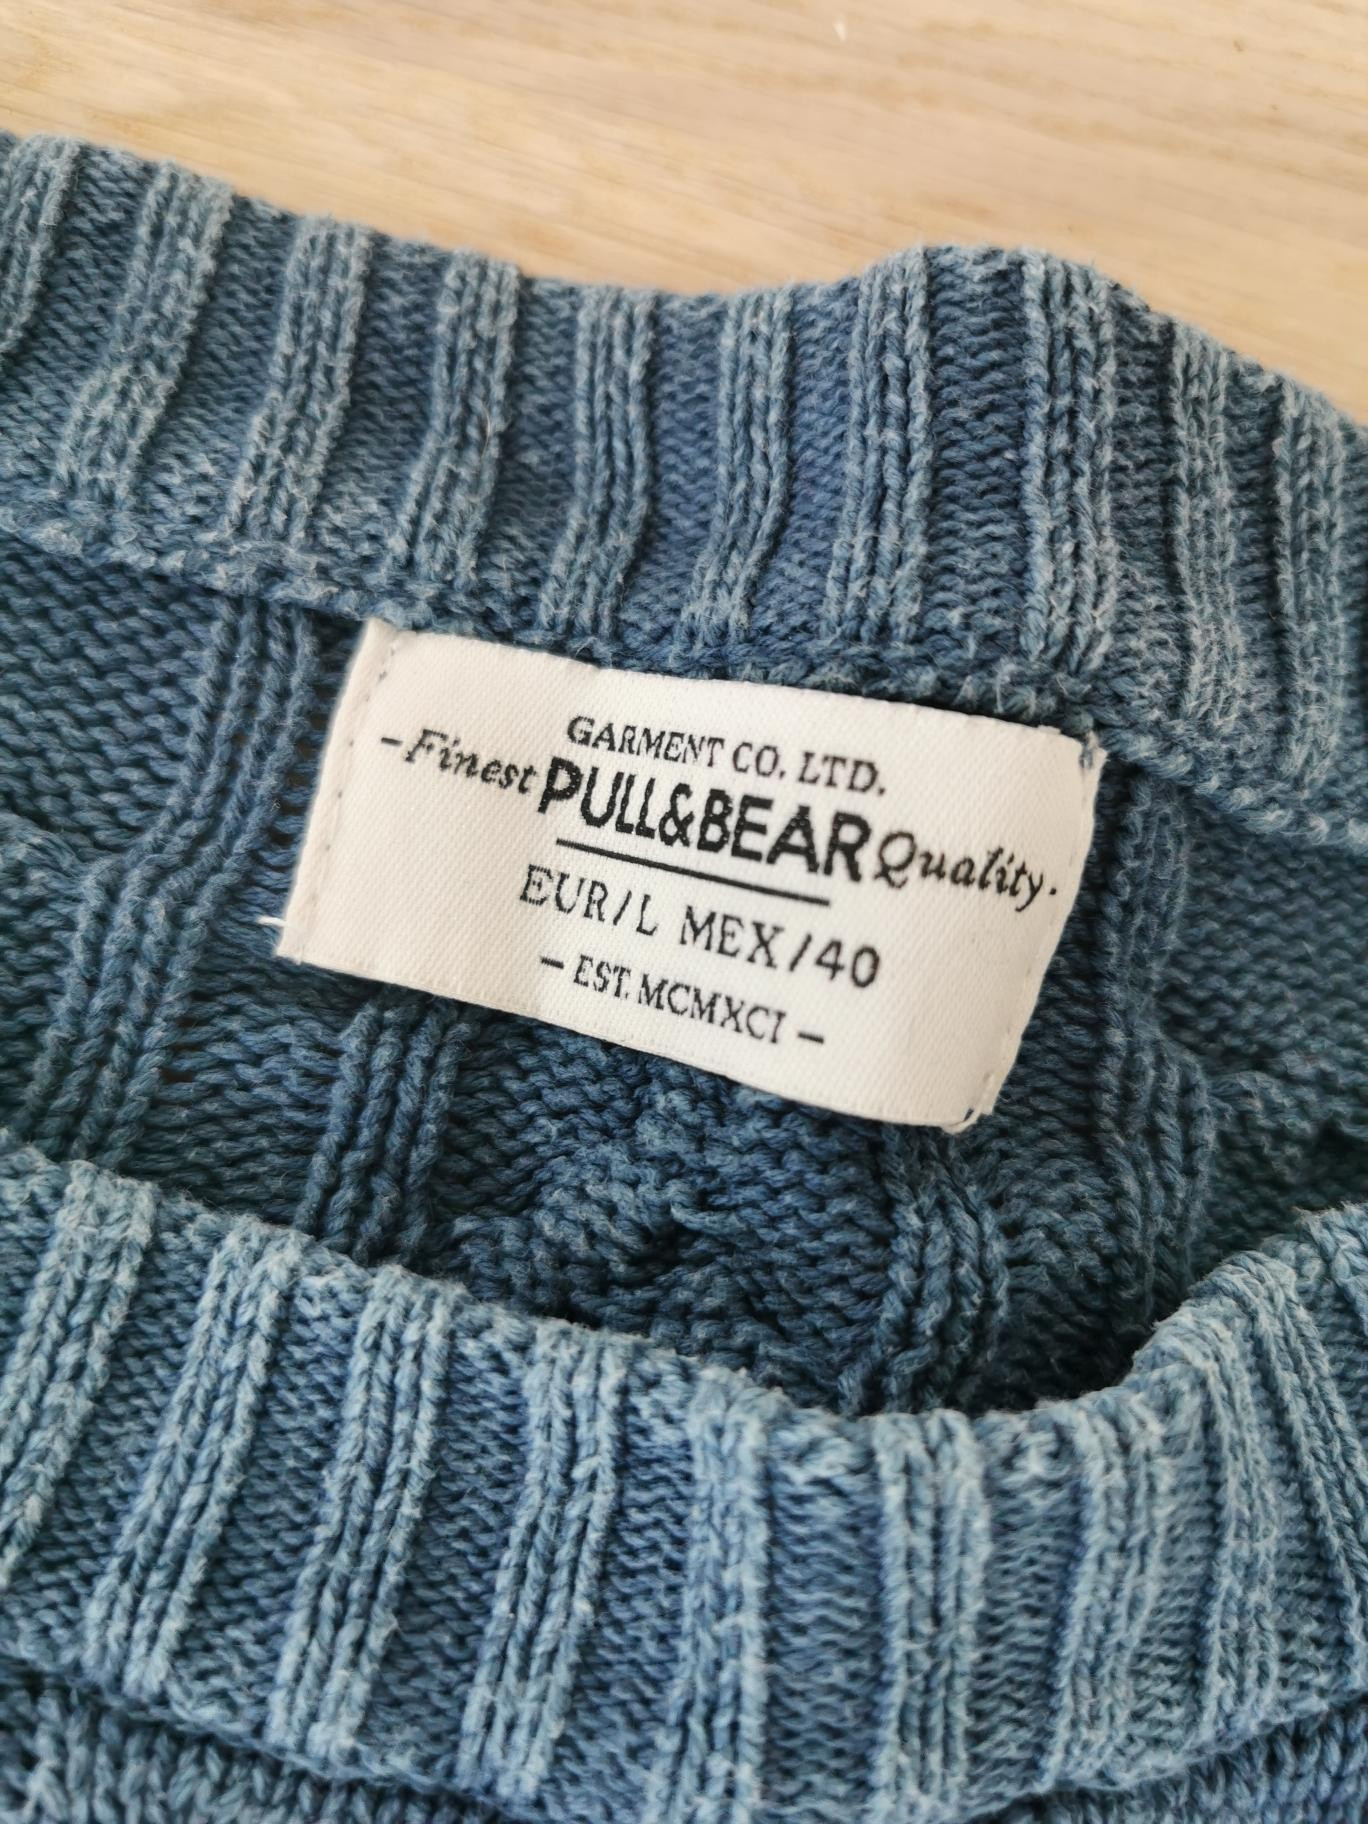 GARMENT CO. LTD.
-Finest PULL&BEAR Quality.
EUR/L MEX/40
- EST. MCMXCI -